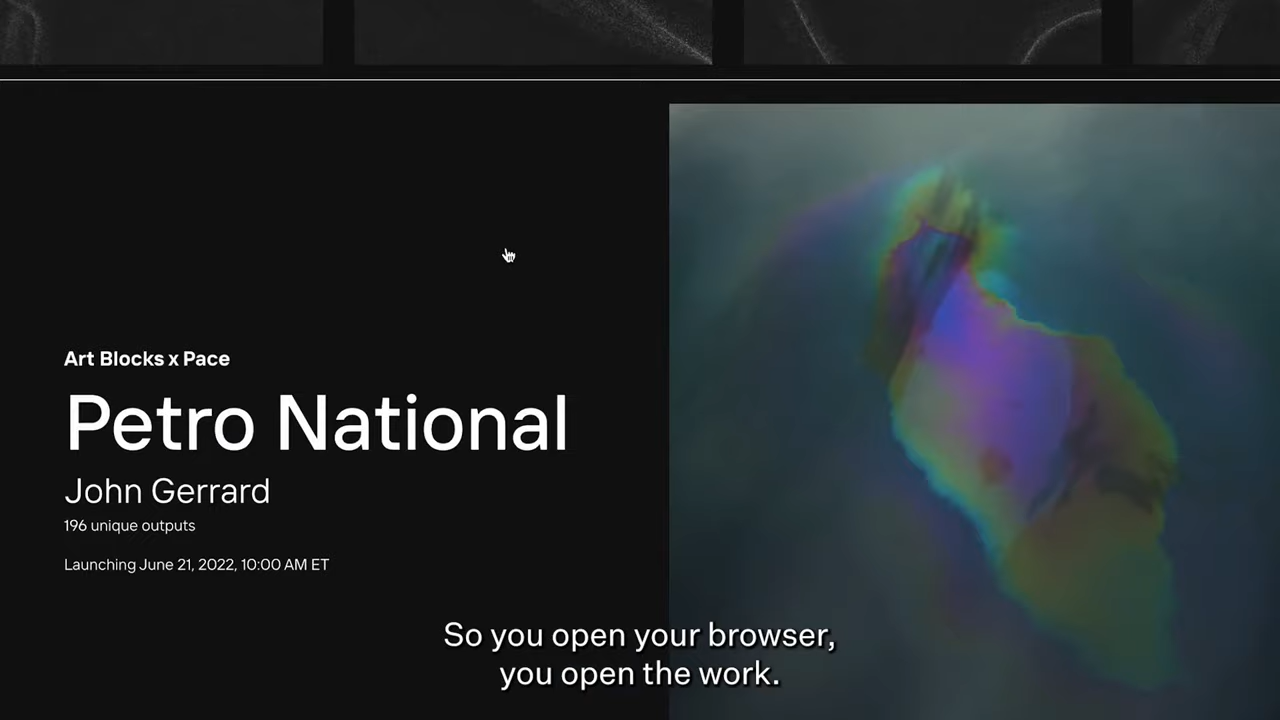 Art Blocks x Pace
Petro National
John Gerrard
196 unique outputs
Launching June 21, 2022, 10:00 AM ET
So you open your browser,
you open the work.